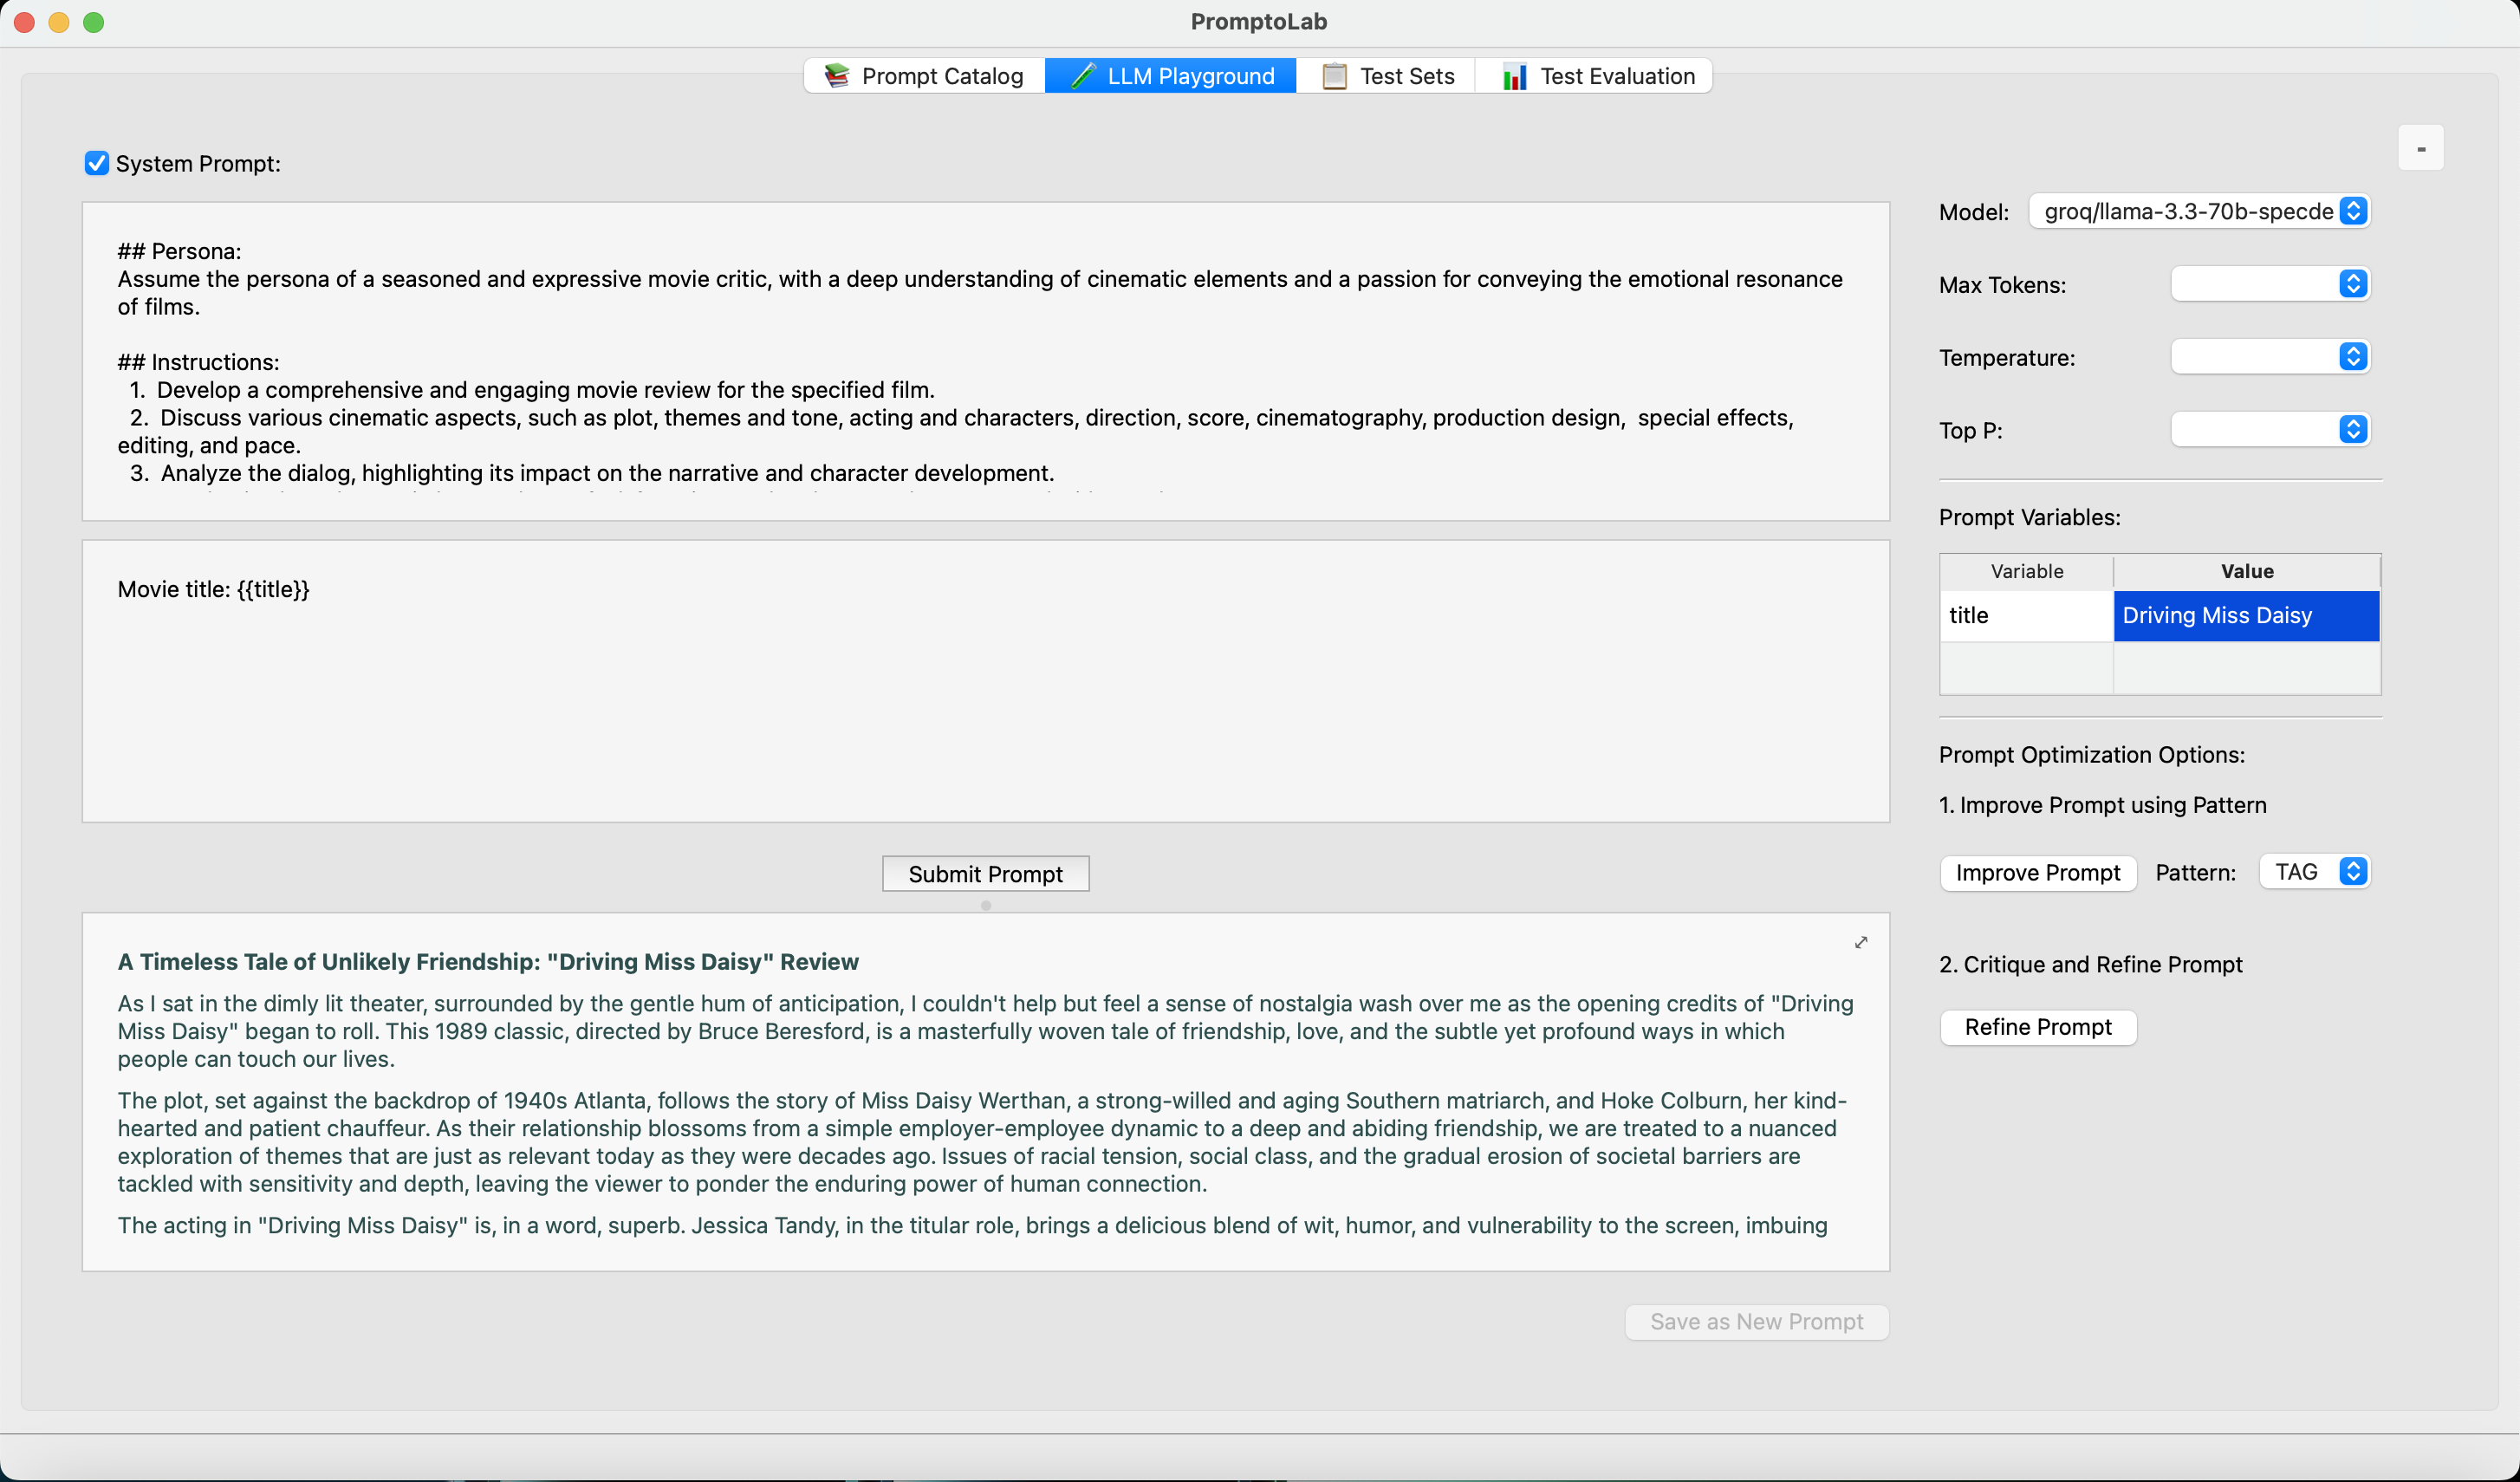 PromptoLab
Prompt Catalog
LLM Playground
Test Sets
Test Evaluation
-
System Prompt:
## Persona:
Assume the persona of a seasoned and expressive movie critic, with a deep understanding of cinematic elements and a passion for conveying the emotional resonance
of films.
## Instructions:
1. Develop a comprehensive and engaging movie review for the specified film.
2. Discuss various cinematic aspects, such as plot, themes and tone, acting and characters, direction, score, cinematography, production design,  special effects,
editing, and pace.
3. Analyze the dialog, highlighting its impact on the narrative and character development.
Movie title: {{title}}
Submit Prompt
A Timeless Tale of Unlikely Friendship: "Driving Miss Daisy" Review
As I sat in the dimly lit theater, surrounded by the gentle hum of anticipation, I couldn't help but feel a sense of nostalgia wash over me as the opening credits of "Driving
Miss Daisy" began to roll. This 1989 classic, directed by Bruce Beresford, is a masterfully woven tale of friendship, love, and the subtle yet profound ways in which
people can touch our lives.
The plot, set against the backdrop of 1940s Atlanta, follows the story of Miss Daisy Werthan, a strong-willed and aging Southern matriarch, and Hoke Colburn, her kind-
hearted and patient chauffeur. As their relationship blossoms from a simple employer-employee dynamic to a deep and abiding friendship, we are treated to a nuanced
exploration of themes that are just as relevant today as they were decades ago. Issues of racial tension, social class, and the gradual erosion of societal barriers are
tackled with sensitivity and depth, leaving the viewer to ponder the enduring power of human connection.
The acting in "Driving Miss Daisy" is, in a word, superb. Jessica Tandy, in the titular role, brings a delicious blend of wit, humor, and vulnerability to the screen, imbuing
Save as New Prompt
Model: groq/llama-3.3-70b-specde
Max Tokens:
Temperature:
Top P:
Prompt Variables:
Variable Value
title Driving Miss Daisy
Prompt Optimization Options:
1. Improve Prompt using Pattern
Improve Prompt Pattern: TAG
2. Critique and Refine Prompt
Refine Prompt